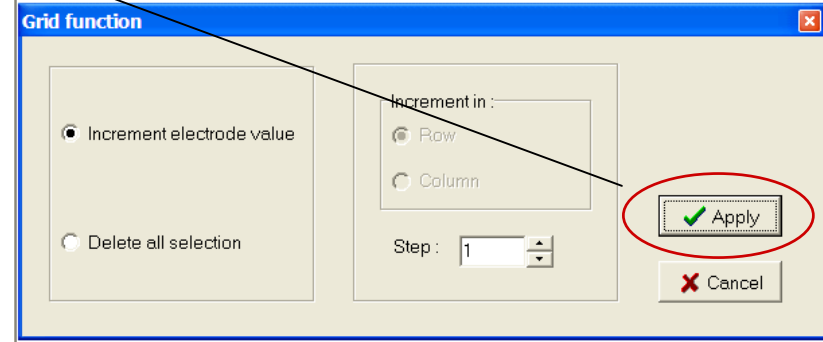 Grid function
Increment electrode value
Delete all selection
Increment in :
Row
Column
Step : 1
Apply
Cancel